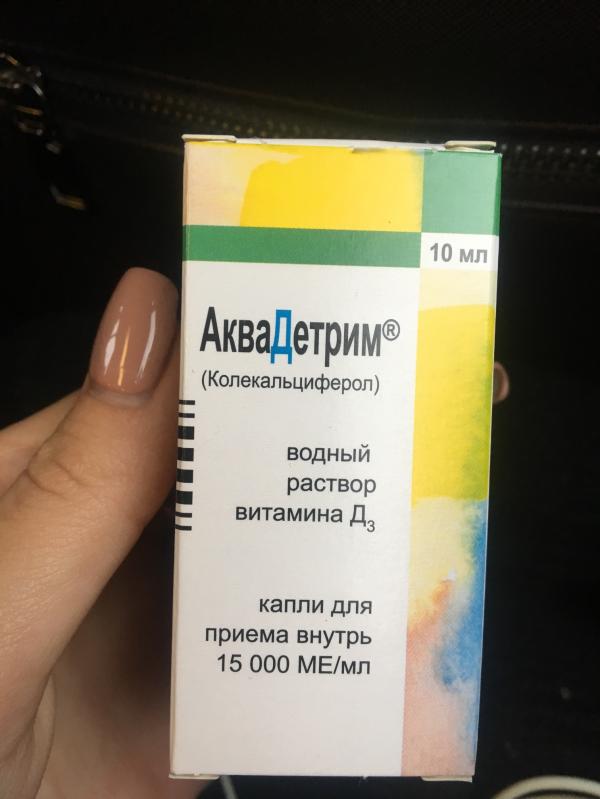 10 мл
АкваДетрим®
(Колекальциферол)
водный
раствор
витамина Д₃
капли для
приема внутрь
15 000 МЕ/мл